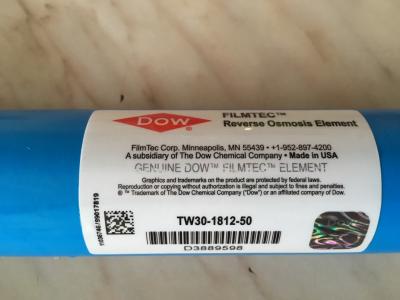 DOW
FILMTEC™
Reverse Osmosis Element
FilmTec Corp. Minneapolis, MN 55439 • +1-952-897-4200
A subsidiary of The Dow Chemical Company • Made in USA
GENUINE DOW™ FILMTEC™ ELEMENT
Graphics and trademarks on the product are protected by federal laws.
Reproduction or copying without authorization is illegal and subject to fines and penalties.
® ™ Trademark of The Dow Chemical Company ("Dow") or an affiliated company of Dow.
TW30-1812-50
D3889598